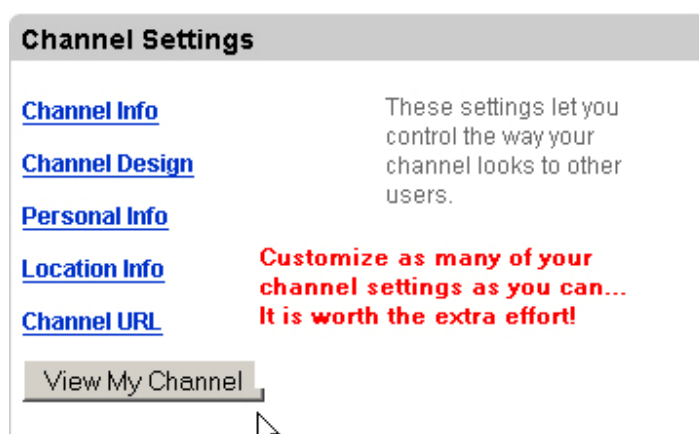 Channel Settings
Channel Info
Channel Design
Personal Info
Location Info
Channel URL
View My Channel
These settings let you
control the way your
channel looks to other
users.
Customize as many of your
channel settings as you can...
It is worth the extra effort!